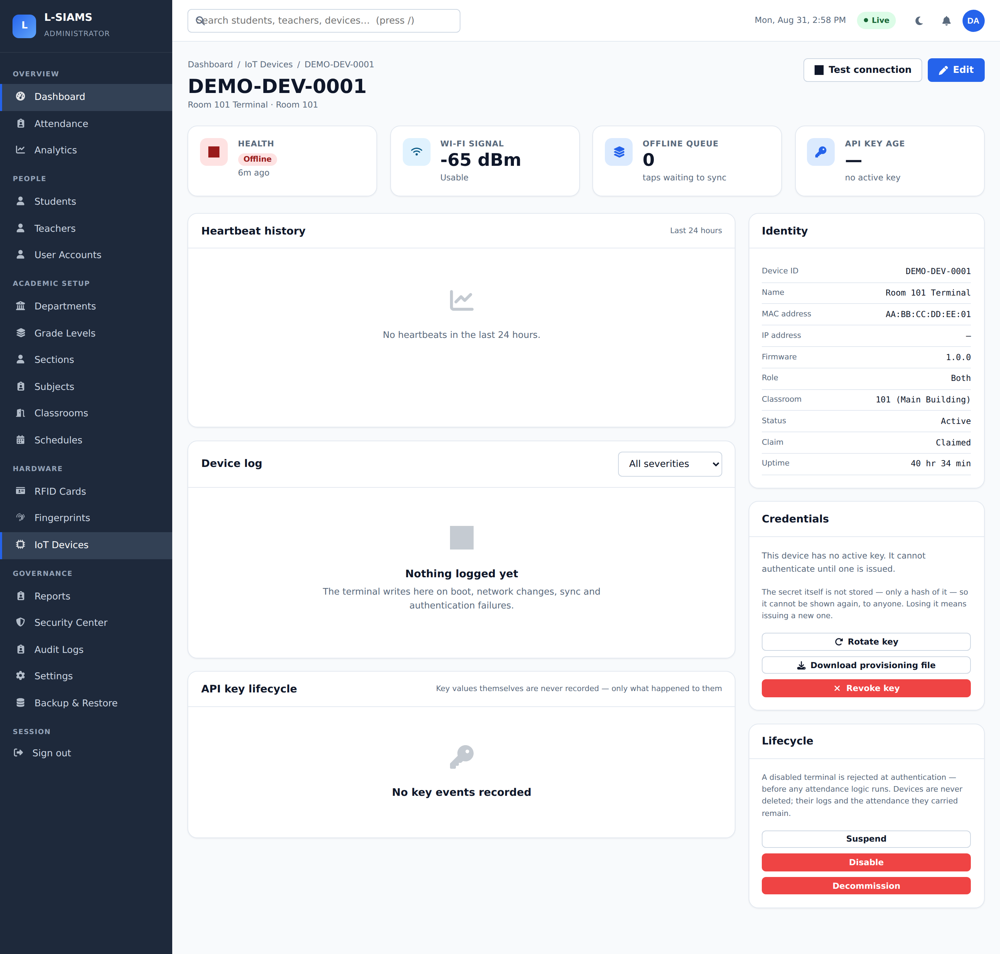 L
L-SIAMS
ADMINISTRATOR
OVERVIEW
Dashboard
Attendance
Analytics
PEOPLE
Students
Teachers
User Accounts
ACADEMIC SETUP
Departments
Grade Levels
Sections
Subjects
Classrooms
Schedules
HARDWARE
RFID Cards
Fingerprints
IoT Devices
GOVERNANCE
Reports
Security Center
Audit Logs
Settings
Backup & Restore
SESSION
Sign out
Search students, teachers, devices... (press /)
Mon, Aug 31, 2:58 PM
Live
DA
Dashboard / IoT Devices / DEMO-DEV-0001
DEMO-DEV-0001
Room 101 Terminal · Room 101
Test connection
Edit
HEALTH
Offline
6m ago
WI-FI SIGNAL
-65 dBm
Usable
OFFLINE QUEUE
0
taps waiting to sync
API KEY AGE
—
no active key
Heartbeat history
Last 24 hours
No heartbeats in the last 24 hours.
Device log
All severities
Nothing logged yet
The terminal writes here on boot, network changes, sync and
authentication failures.
API key lifecycle
Key values themselves are never recorded — only what happened to them
No key events recorded
Identity
Device ID DEMO-DEV-0001
Name Room 101 Terminal
MAC address AA:BB:CC:DD:EE:01
IP address —
Firmware 1.0.0
Role Both
Classroom 101 (Main Building)
Status Active
Claim Claimed
Uptime 40 hr 34 min
Credentials
This device has no active key. It cannot
authenticate until one is issued.
The secret itself is not stored — only a hash of it — so
it cannot be shown again, to anyone. Losing it means
issuing a new one.
Rotate key
Download provisioning file
Revoke key
Lifecycle
A disabled terminal is rejected at authentication —
before any attendance logic runs. Devices are never
deleted; their logs and the attendance they carried
remain.
Suspend
Disable
Decommission